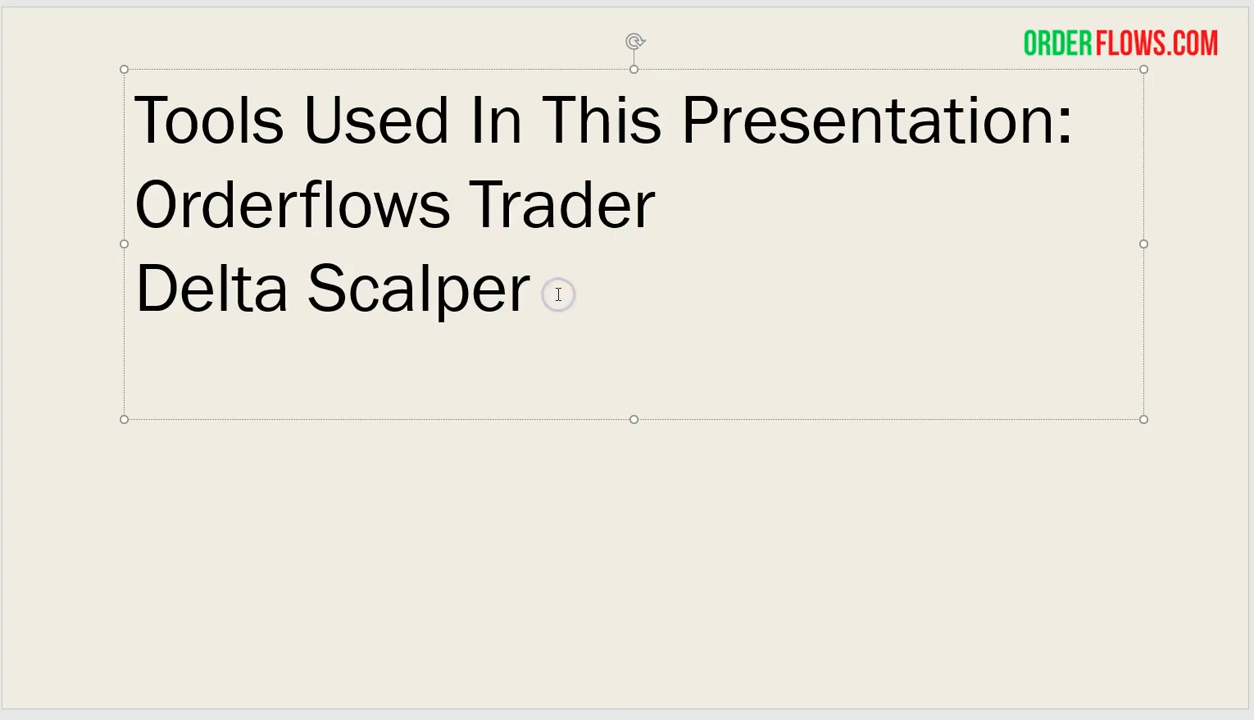 ORDERFLOWS.COM
Tools Used In This Presentation:
Orderflows Trader
Delta Scalper